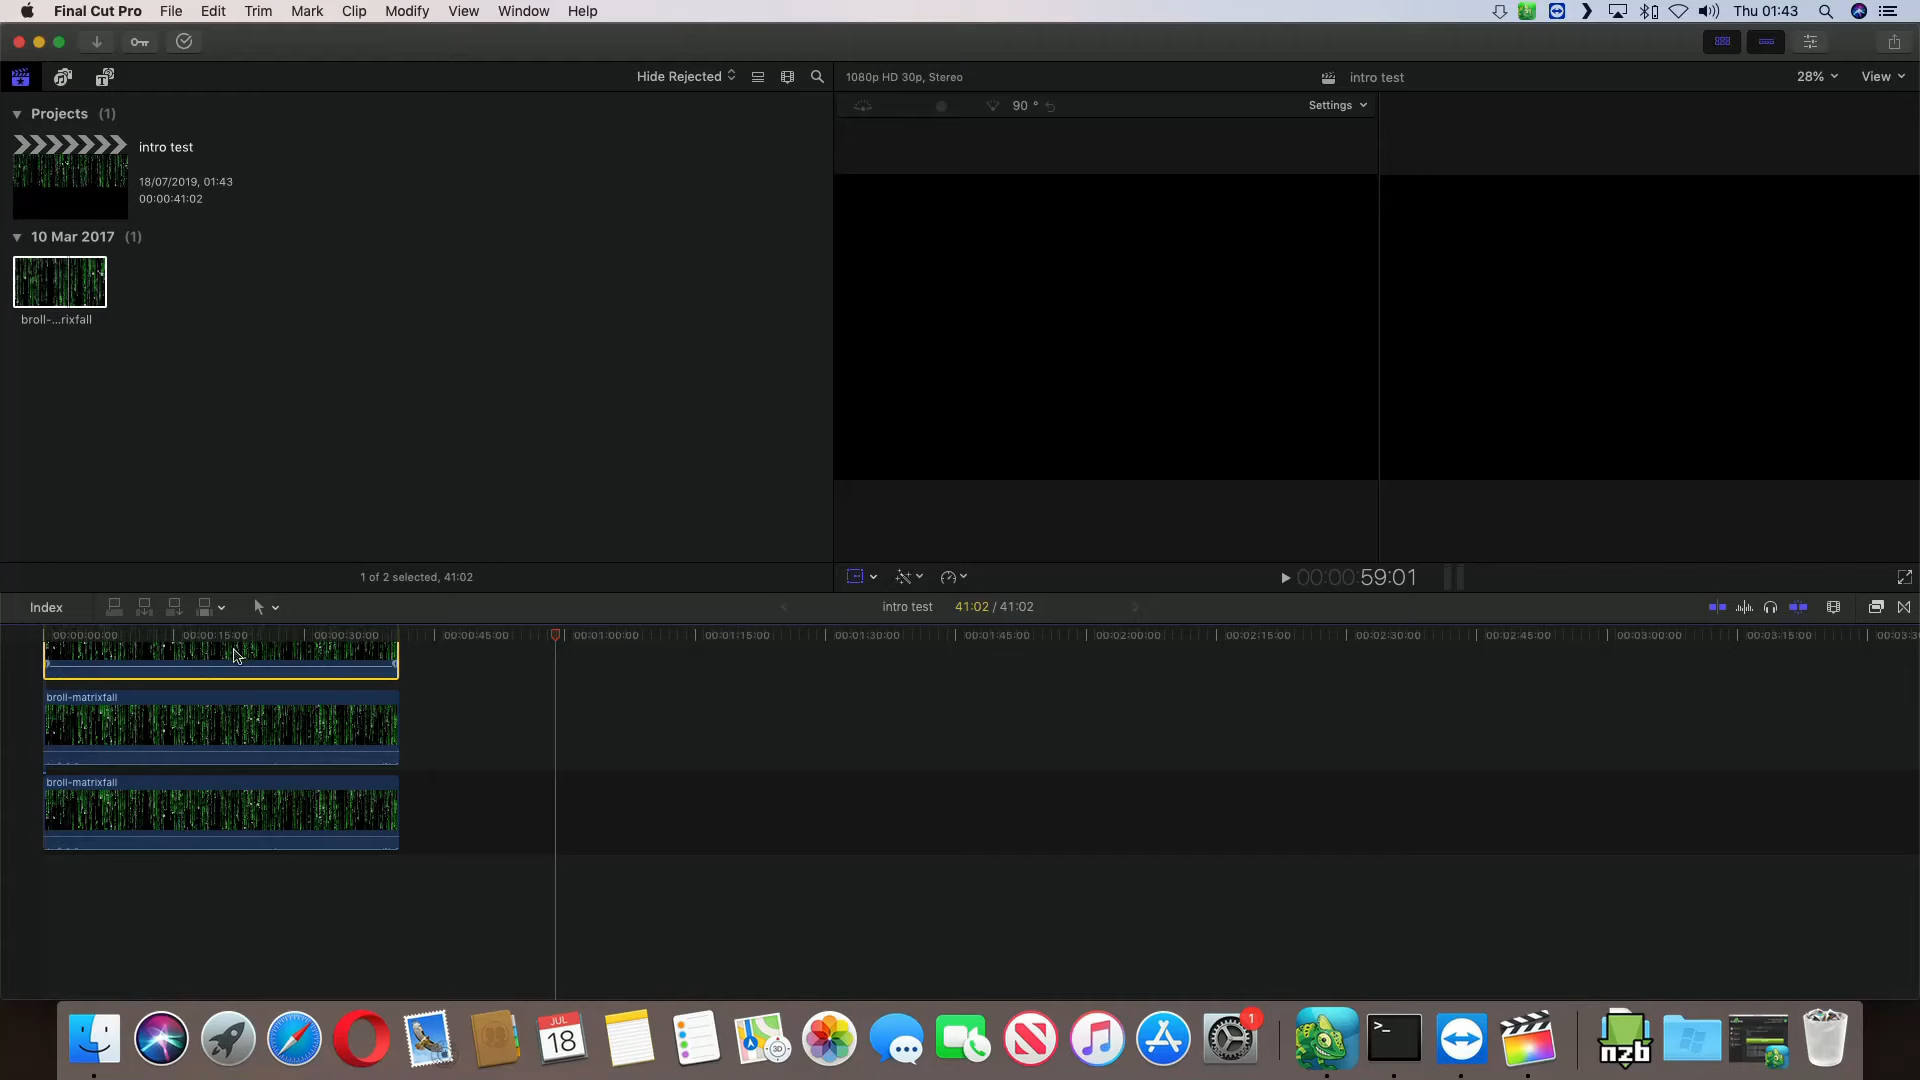 Final Cut Pro File Edit Trim Mark Clip Modify View Window Help Thu 01:43
Hide Rejected 1080p HD 30p, Stereo intro test 28% View
90 ° Settings
Projects (1)
intro test
18/07/2019, 01:43
00:00:41:02
10 Mar 2017 (1)
broll-...rixfall
1 of 2 selected, 41:02 00:00:59:01
Index intro test 41:02 / 41:02
00:00:00:00 00:00:15:00 00:00:30:00 00:00:45:00 00:01:00:00 00:01:15:00 00:01:30:00 00:01:45:00 00:02:00:00 00:02:15:00 00:02:30:00 00:02:45:00 00:03:00:00 00:03:15:00 00:03:30
broll-matrixfall
broll-matrixfall
JUL
18
3D
1
>_
nzb